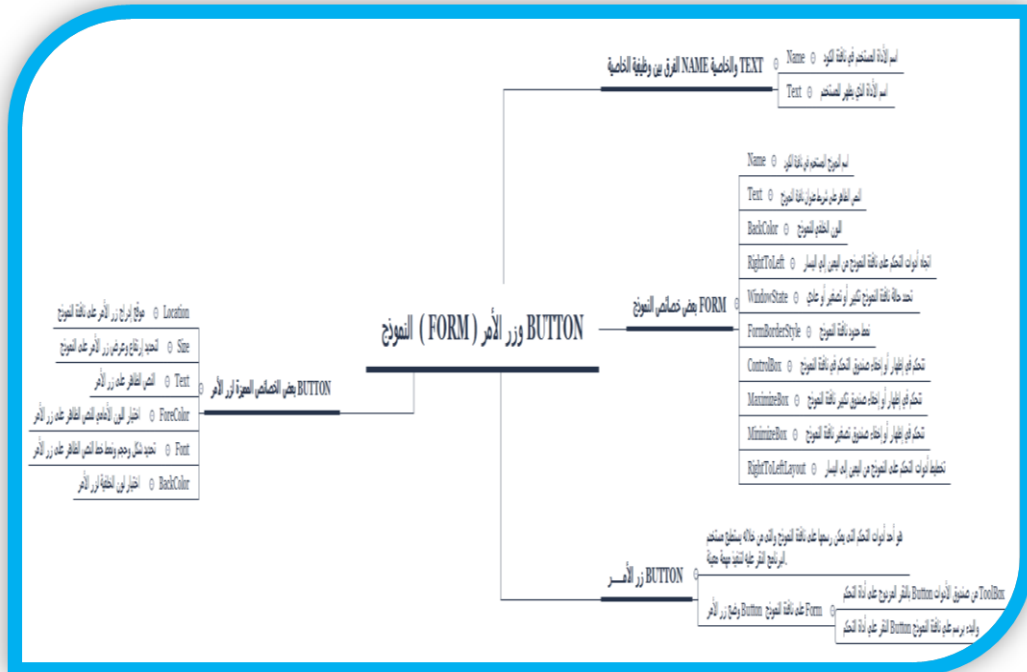 النموذج ( FORM ) وزر الأمر BUTTON
الفرق بين وظيفية الخاصية NAME والخاصية TEXT
Name اسم الأداة المستخدم في نافذة الكود
Text اسم الأداة الذي يظهر للمستخدم
بعض خصائص النموذج FORM
Name اسم النموذج المستخدم في نافذة الكود
Text النص الظاهر على شريط عنوان نافذة النموذج
BackColor اللون الخلفي للنموذج
RightToLeft اتجاه أدوات التحكم على نافذة النموذج من اليمين إلى اليسار
WindowState تحدد حالة نافذة النموذج تكبير أو تصغير أو عادي
FormBorderStyle نمط حدود نافذة النموذج
ControlBox تتحكم في إظهار أو إخفاء صندوق التحكم في نافذة النموذج
MaximizeBox تتحكم في إظهار أو إخفاء صندوق تكبير نافذة النموذج
MinimizeBox تتحكم في إظهار أو إخفاء صندوق تصغير نافذة النموذج
RightToLeftLayout تخطيط أدوات التحكم على النموذج من اليمين إلى اليسار
زر الأمـــر BUTTON
هو أحد أدوات التحكم التى يمكن رسمها على نافذة النموذج والتى من خلاله يستطيع مستخدم
البرنامج النقر عليه لتنفيذ مهمة معينة.
وضع زر الأمر Button على نافذة النموذج Form
بالنقر المزدوج على أداة التحكم Button من صندوق الأدوات ToolBox
النقر على أداة التحكم Button والبدء برسم على نافذة النموذج
بعض الخصائص المميزة لزر الأمر BUTTON
Location موقع إدراج زر الأمر على نافذة النموذج
Size لتحديد إرتفاع وعرض زر الأمر على النموذج
Text النص الظاهر على زر الأمر
ForeColor اختيار اللون الأمامي للنص الظاهر على زر الأمر
Font تحديد شكل وحجم ونمط خط النص الظاهر على زر الأمر
BackColor اختيار لون الخلفية لزر الأمر